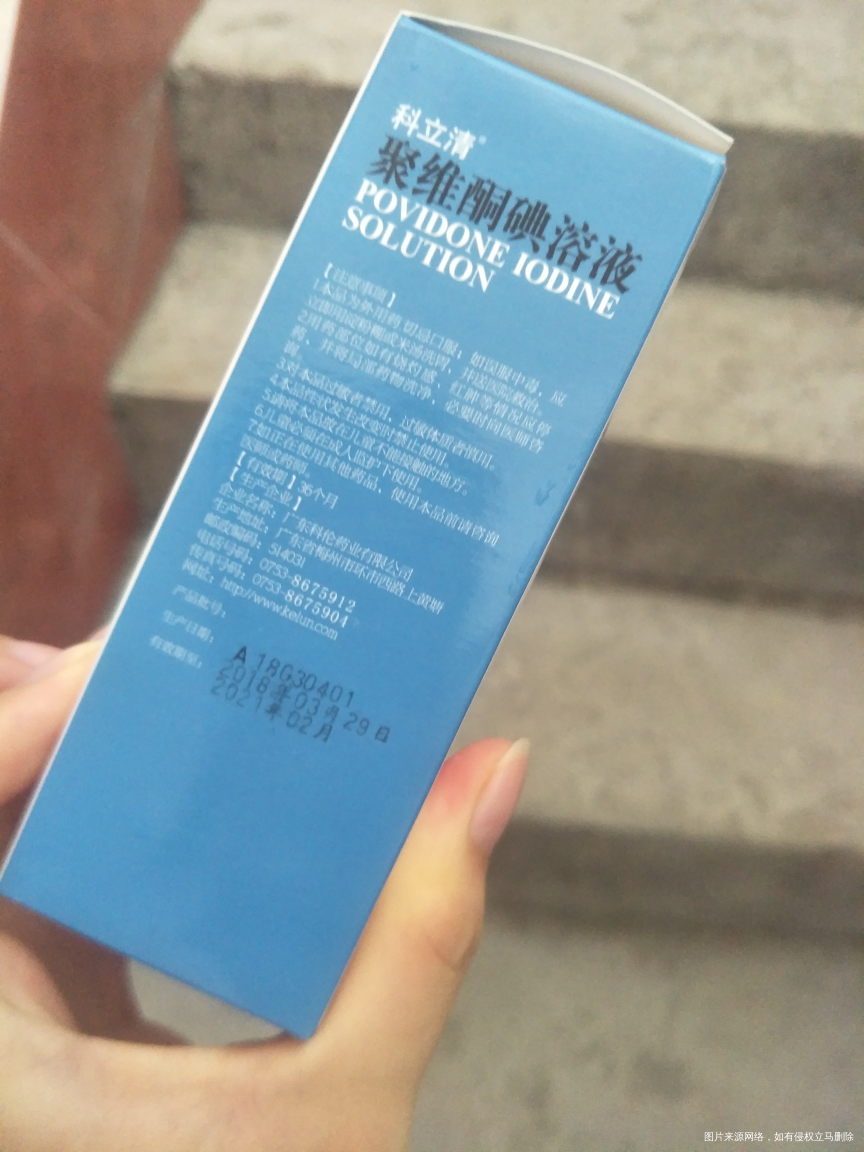 科立清®
聚维酮碘溶液
POVIDONE IODINE
SOLUTION
【注意事项】
1.本品为外用药,切忌口服;如误服中毒,应
立即用淀粉糊或米汤洗胃,并送医院救治。
2.用药部位如有烧灼感、红肿等情况应停
药,并将局部药物洗净,必要时向医师咨
询。
3.对本品过敏者禁用,过敏体质者慎用。
4.本品性状发生改变时禁止使用。
5.请将本品放在儿童不能接触的地方。
6.儿童必须在成人监护下使用。
7.如正在使用其他药品,使用本品前请咨询
医师或药师。
【有效期】36个月
【生产企业】
企业名称:广东科伦药业有限公司
生产地址:广东省梅州市环市西路上黄塘
邮政编码:514031
电话号码:0753-8675912
传真号码:0753-8675904
网址:http://www.kelun.com
产品批号:A18G30401
生产日期:2018年03月29日
有效期至:2021年02月
图片来源网络,如有侵权立马删除